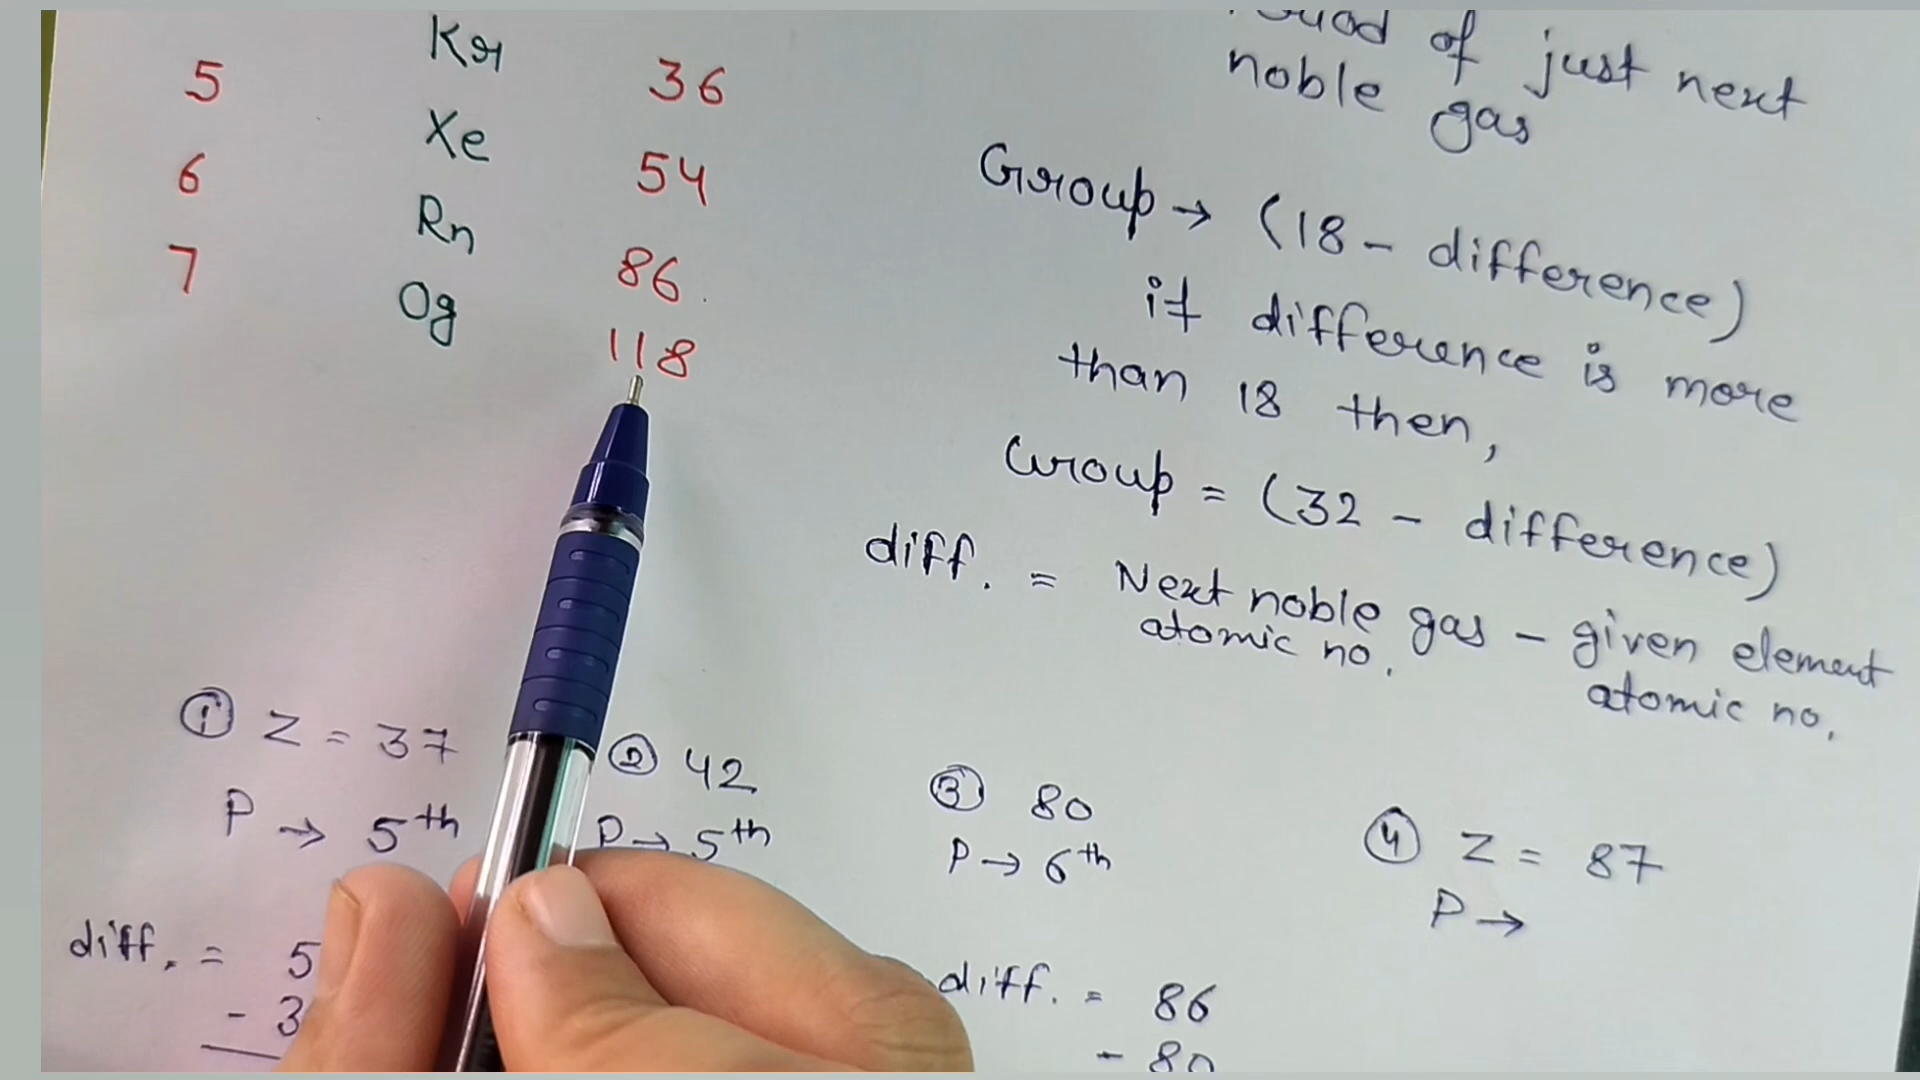 Kr
5 36
Xe
6 54
Rn
7 86
Og
118
of just next
noble gas
Group → (18 - difference)
if difference is more
than 18 then,
Group = (32 - difference)
diff. = Next noble gas - given element
atomic no. atomic no.
① Z = 37
P → 5th
diff. = 5
- 3
② 42
P → 5th
③ 80
P → 6th
diff. = 86
- 80
④ Z = 87
P →